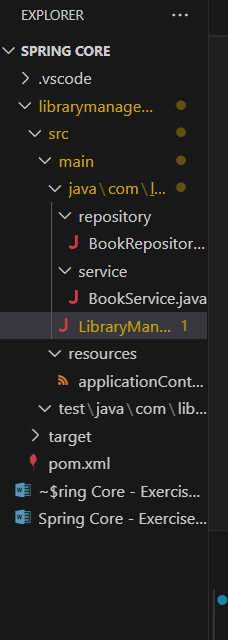 EXPLORER ...
SPRING CORE
.vscode
librarymanage...
src
main
java\com\l...
repository
BookRepositor...
service
BookService.java
LibraryMan... 1
resources
applicationCont...
test\java\com\lib...
target
pom.xml
~$ring Core - Exercis...
Spring Core - Exercise...